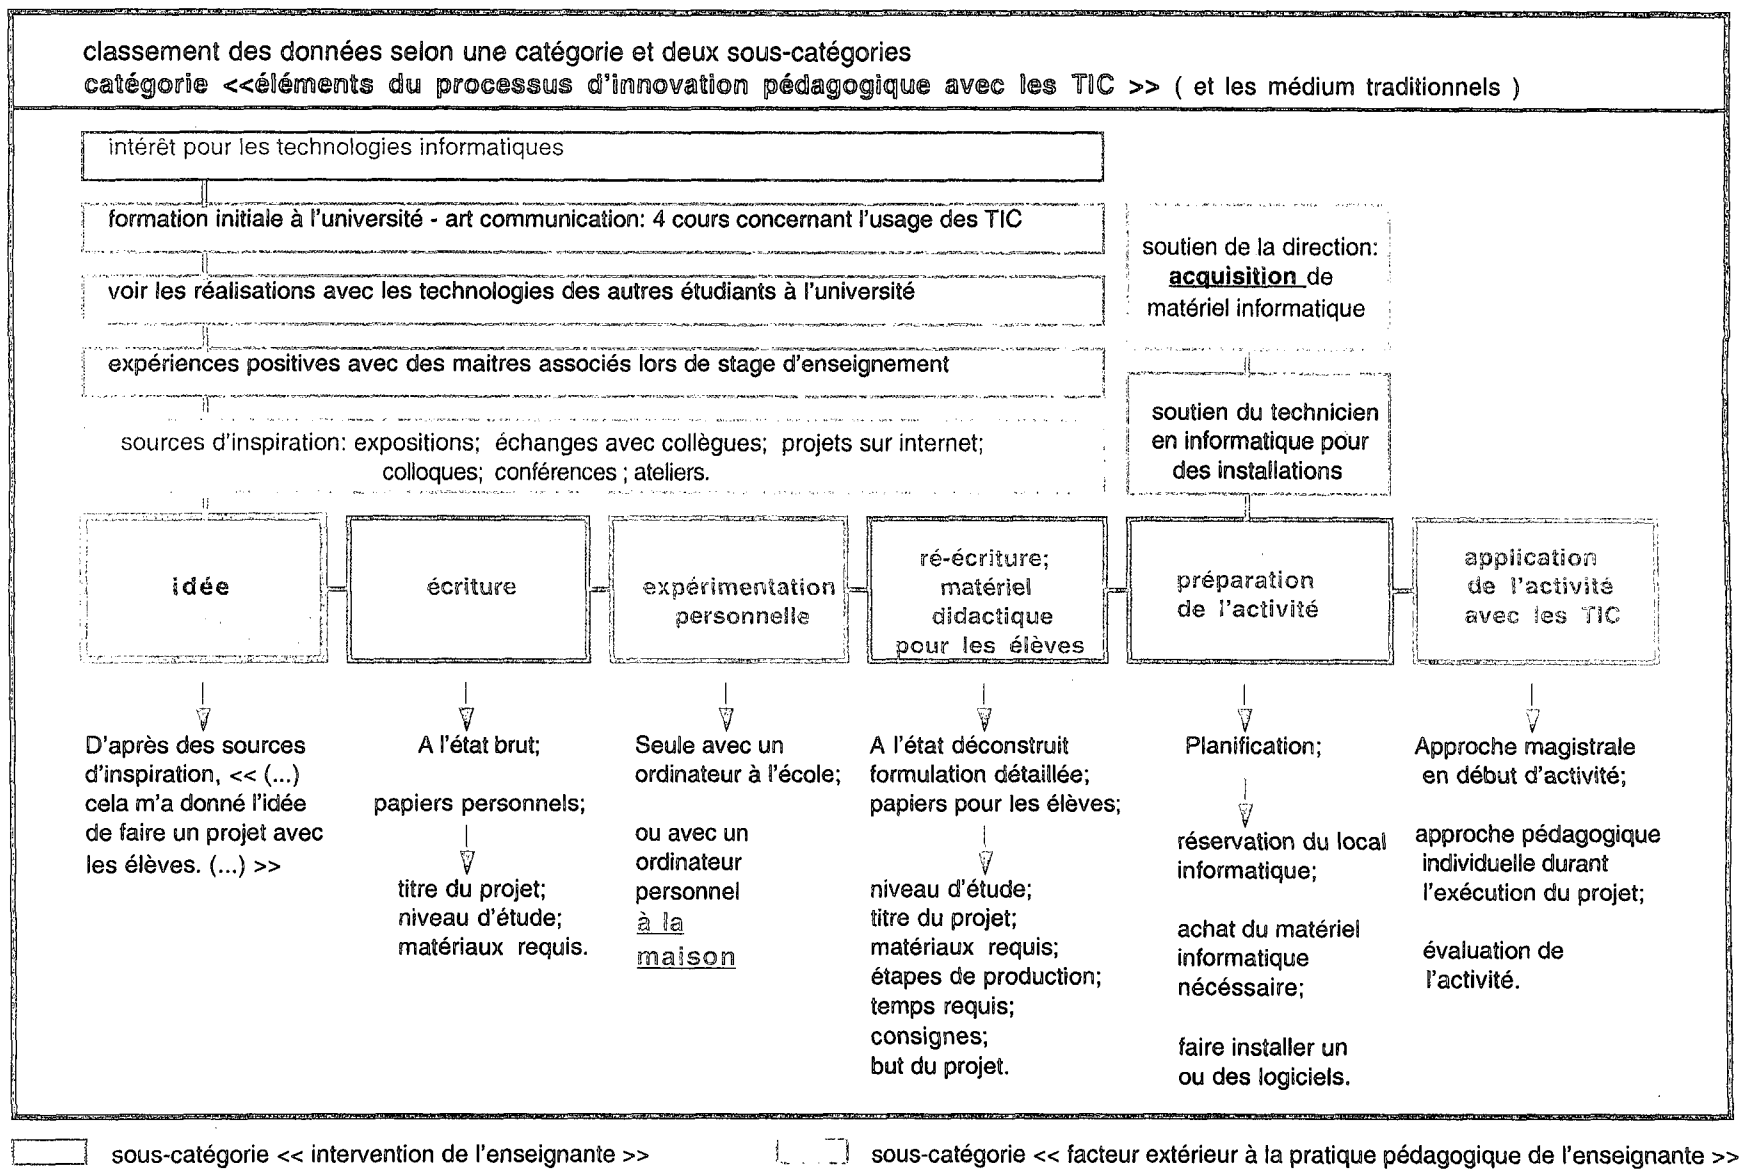 classement des données selon une catégorie et deux sous-catégories
catégorie <<éléments du processus d'innovation pédagogique avec les TIC >> ( et les médium traditionnels )
intérêt pour les technologies informatiques
formation initiale à l'université - art communication: 4 cours concernant l'usage des TIC
voir les réalisations avec les technologies des autres étudiants à l'université
expériences positives avec des maitres associés lors de stage d'enseignement
sources d'inspiration: expositions; échanges avec collègues; projets sur internet;
colloques; conférences ; ateliers.
soutien de la direction:
acquisition de
matériel informatique
soutien du technicien
en informatique pour
des installations
idée
écriture
expérimentation
personnelle
ré-écriture;
matériel
didactique
pour les élèves
préparation
de l'activité
application
de l'activité
avec les TIC
D'après des sources
d'inspiration, << (...)
cela m'a donné l'idée
de faire un projet avec
les élèves. (...) >>
A l'état brut;
papiers personnels;
titre du projet;
niveau d'étude;
matériaux requis.
Seule avec un
ordinateur à l'école;
ou avec un
ordinateur
personnel
à la
maison
A l'état déconstruit
formulation détaillée;
papiers pour les élèves;
niveau d'étude;
titre du projet;
matériaux requis;
étapes de production;
temps requis;
consignes;
but du projet.
Planification;
réservation du local
informatique;
achat du matériel
informatique
nécéssaire;
faire installer un
ou des logiciels.
Approche magistrale
en début d'activité;
approche pédagogique
individuelle durant
l'exécution du projet;
évaluation de
l'activité.
sous-catégorie << intervention de l'enseignante >>
sous-catégorie << facteur extérieur à la pratique pédagogique de l'enseignante >>